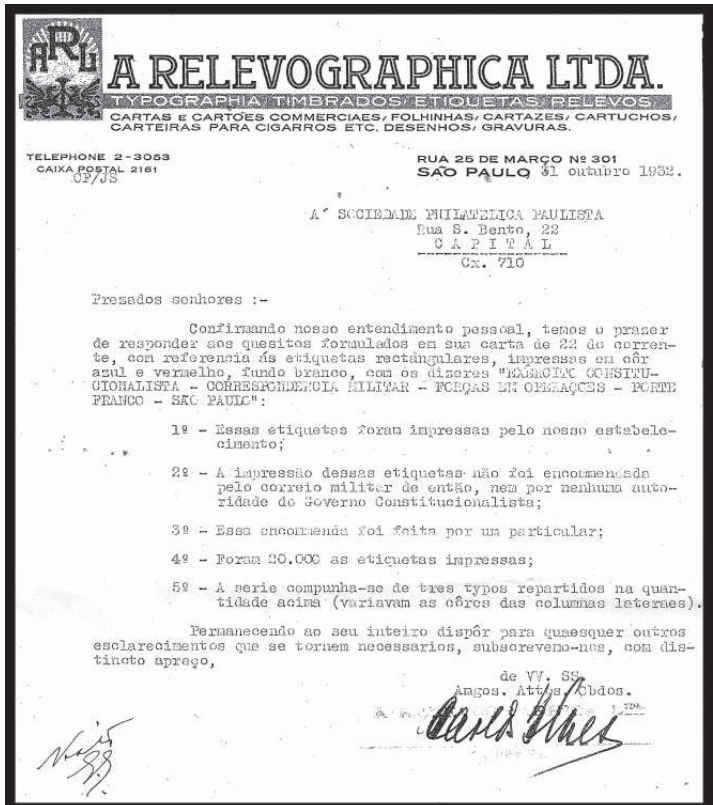 ARL
A RELEVOGRAPHICA LTDA.
TYPOGRAPHIA, TIMBRADOS, ETIQUETAS, RELEVOS,
CARTAS E CARTÕES COMMERCIAES, FOLHINHAS, CARTAZES, CARTUCHOS,
CARTEIRAS PARA CIGARROS ETC. DESENHOS, GRAVURAS.
TELEPHONE 2-3053
CAIXA POSTAL 2161
CF/JS
RUA 25 DE MARÇO Nº 301
SÃO PAULO, 31 outubro 1932.
A´ SOCIEDADE PHILATELICA PAULISTA
Rua S. Bento, 22
C A P I T A L
Cx. 710
Prezados senhores :-
Confirmando nosso entendimento pessoal, temos o prazer
de responder aos quesitos formulados em sua carta de 22 do corren-
te, com referencia ás etiquetas rectángulares, impressas em côr
azul e vermelho, fundo branco, com os dizeres "EXERCITO CONSTITU-
CIONALISTA - CORRESPONDENCIA MILITAR - FORÇAS EM OPERAÇÕES - PORTE
FRANCO - SÃO PAULO":
1º - Essas etiquetas foram impressas pelo nosso estabele-
cimento;
2º - A impressão dessas etiquetas não foi encommendada
pelo correio militar de então, nem por nenhuma auto-
ridade do Governo Constitucionalista;
3º - Essa encommenda foi feita por um particular;
4º - Foram 20.000 as etiquetas impressas;
5º - A serie compunha-se de tres typos repartidos na quan-
tidade acima (variavam as côres das columnas lateraes).
Permanecendo ao seu inteiro dispôr para quaesquer outros
esclarecimentos que se tornem necessarios, subscrevemo-nos, com dis-
tincto apreço,
de VV. SS.
Amgos. Attos. Obdos.
LTDA.